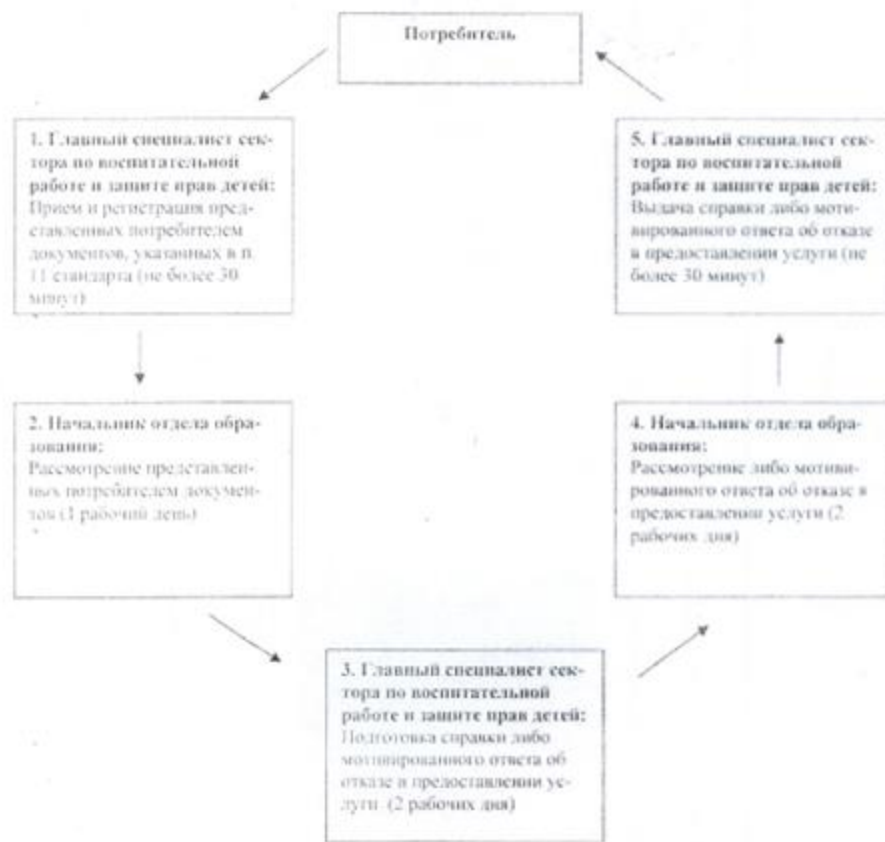 Потребитель
1. Главный специалист сек-
тора по воспитательной
работе и защите прав детей:
Прием и регистрация пред-
ставленных потребителем
документов, указанных в п.
11 стандарта (не более 30
минут)
2. Начальник отдела обра-
зования:
Рассмотрение представлен-
ных потребителем докумен-
тов (1 рабочий день)
3. Главный специалист сек-
тора по воспитательной
работе и защите прав детей:
Подготовка справки либо
мотивированного ответа об
отказе в предоставлении ус-
луги (2 рабочих дня)
4. Начальник отдела обра-
зования:
Рассмотрение либо мотиви-
рованного ответа об отказе в
предоставлении услуги (2
рабочих дня)
5. Главный специалист сек-
тора по воспитательной
работе и защите прав детей:
Выдача справки либо моти-
вированного ответа об отказе
в предоставлении услуги (не
более 30 минут)